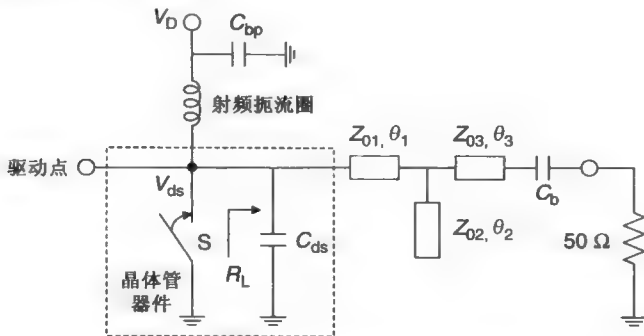 V_D
C_bp
射频扼流圈
Z_01, θ_1
Z_03, θ_3
驱动点
V_ds
C_b
S
C_ds
Z_02, θ_2
50 Ω
R_L
晶体管
器件